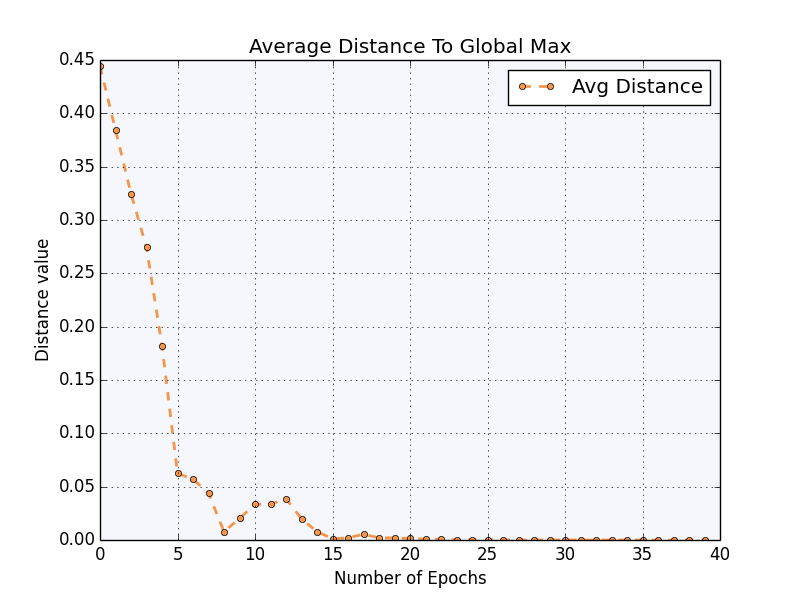 Average Distance To Global Max
Avg Distance
Distance value
0.45
0.40
0.35
0.30
0.25
0.20
0.15
0.10
0.05
0.00
0 5 10 15 20 25 30 35 40
Number of Epochs